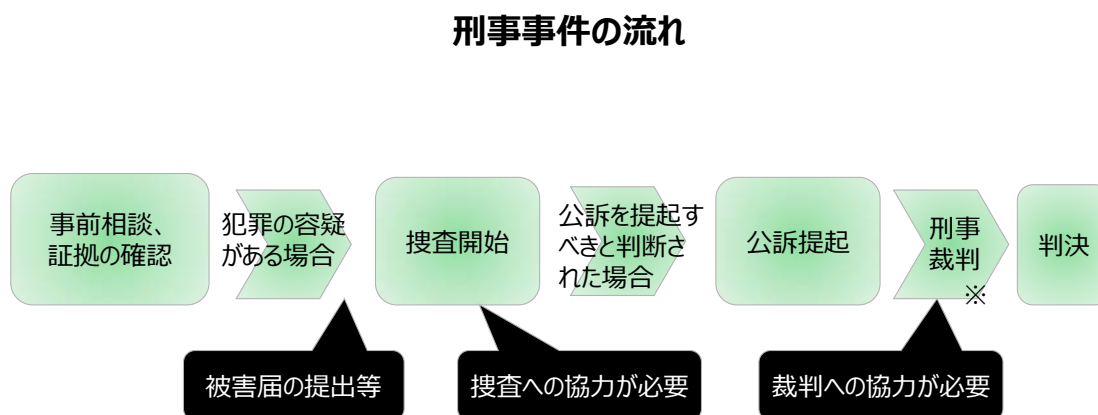 刑事事件の流れ
事前相談、
証拠の確認
犯罪の容疑
がある場合
捜査開始
公訴を提起す
べきと判断さ
れた場合
公訴提起
刑事
裁判
※
判決
被害届の提出等
捜査への協力が必要
裁判への協力が必要